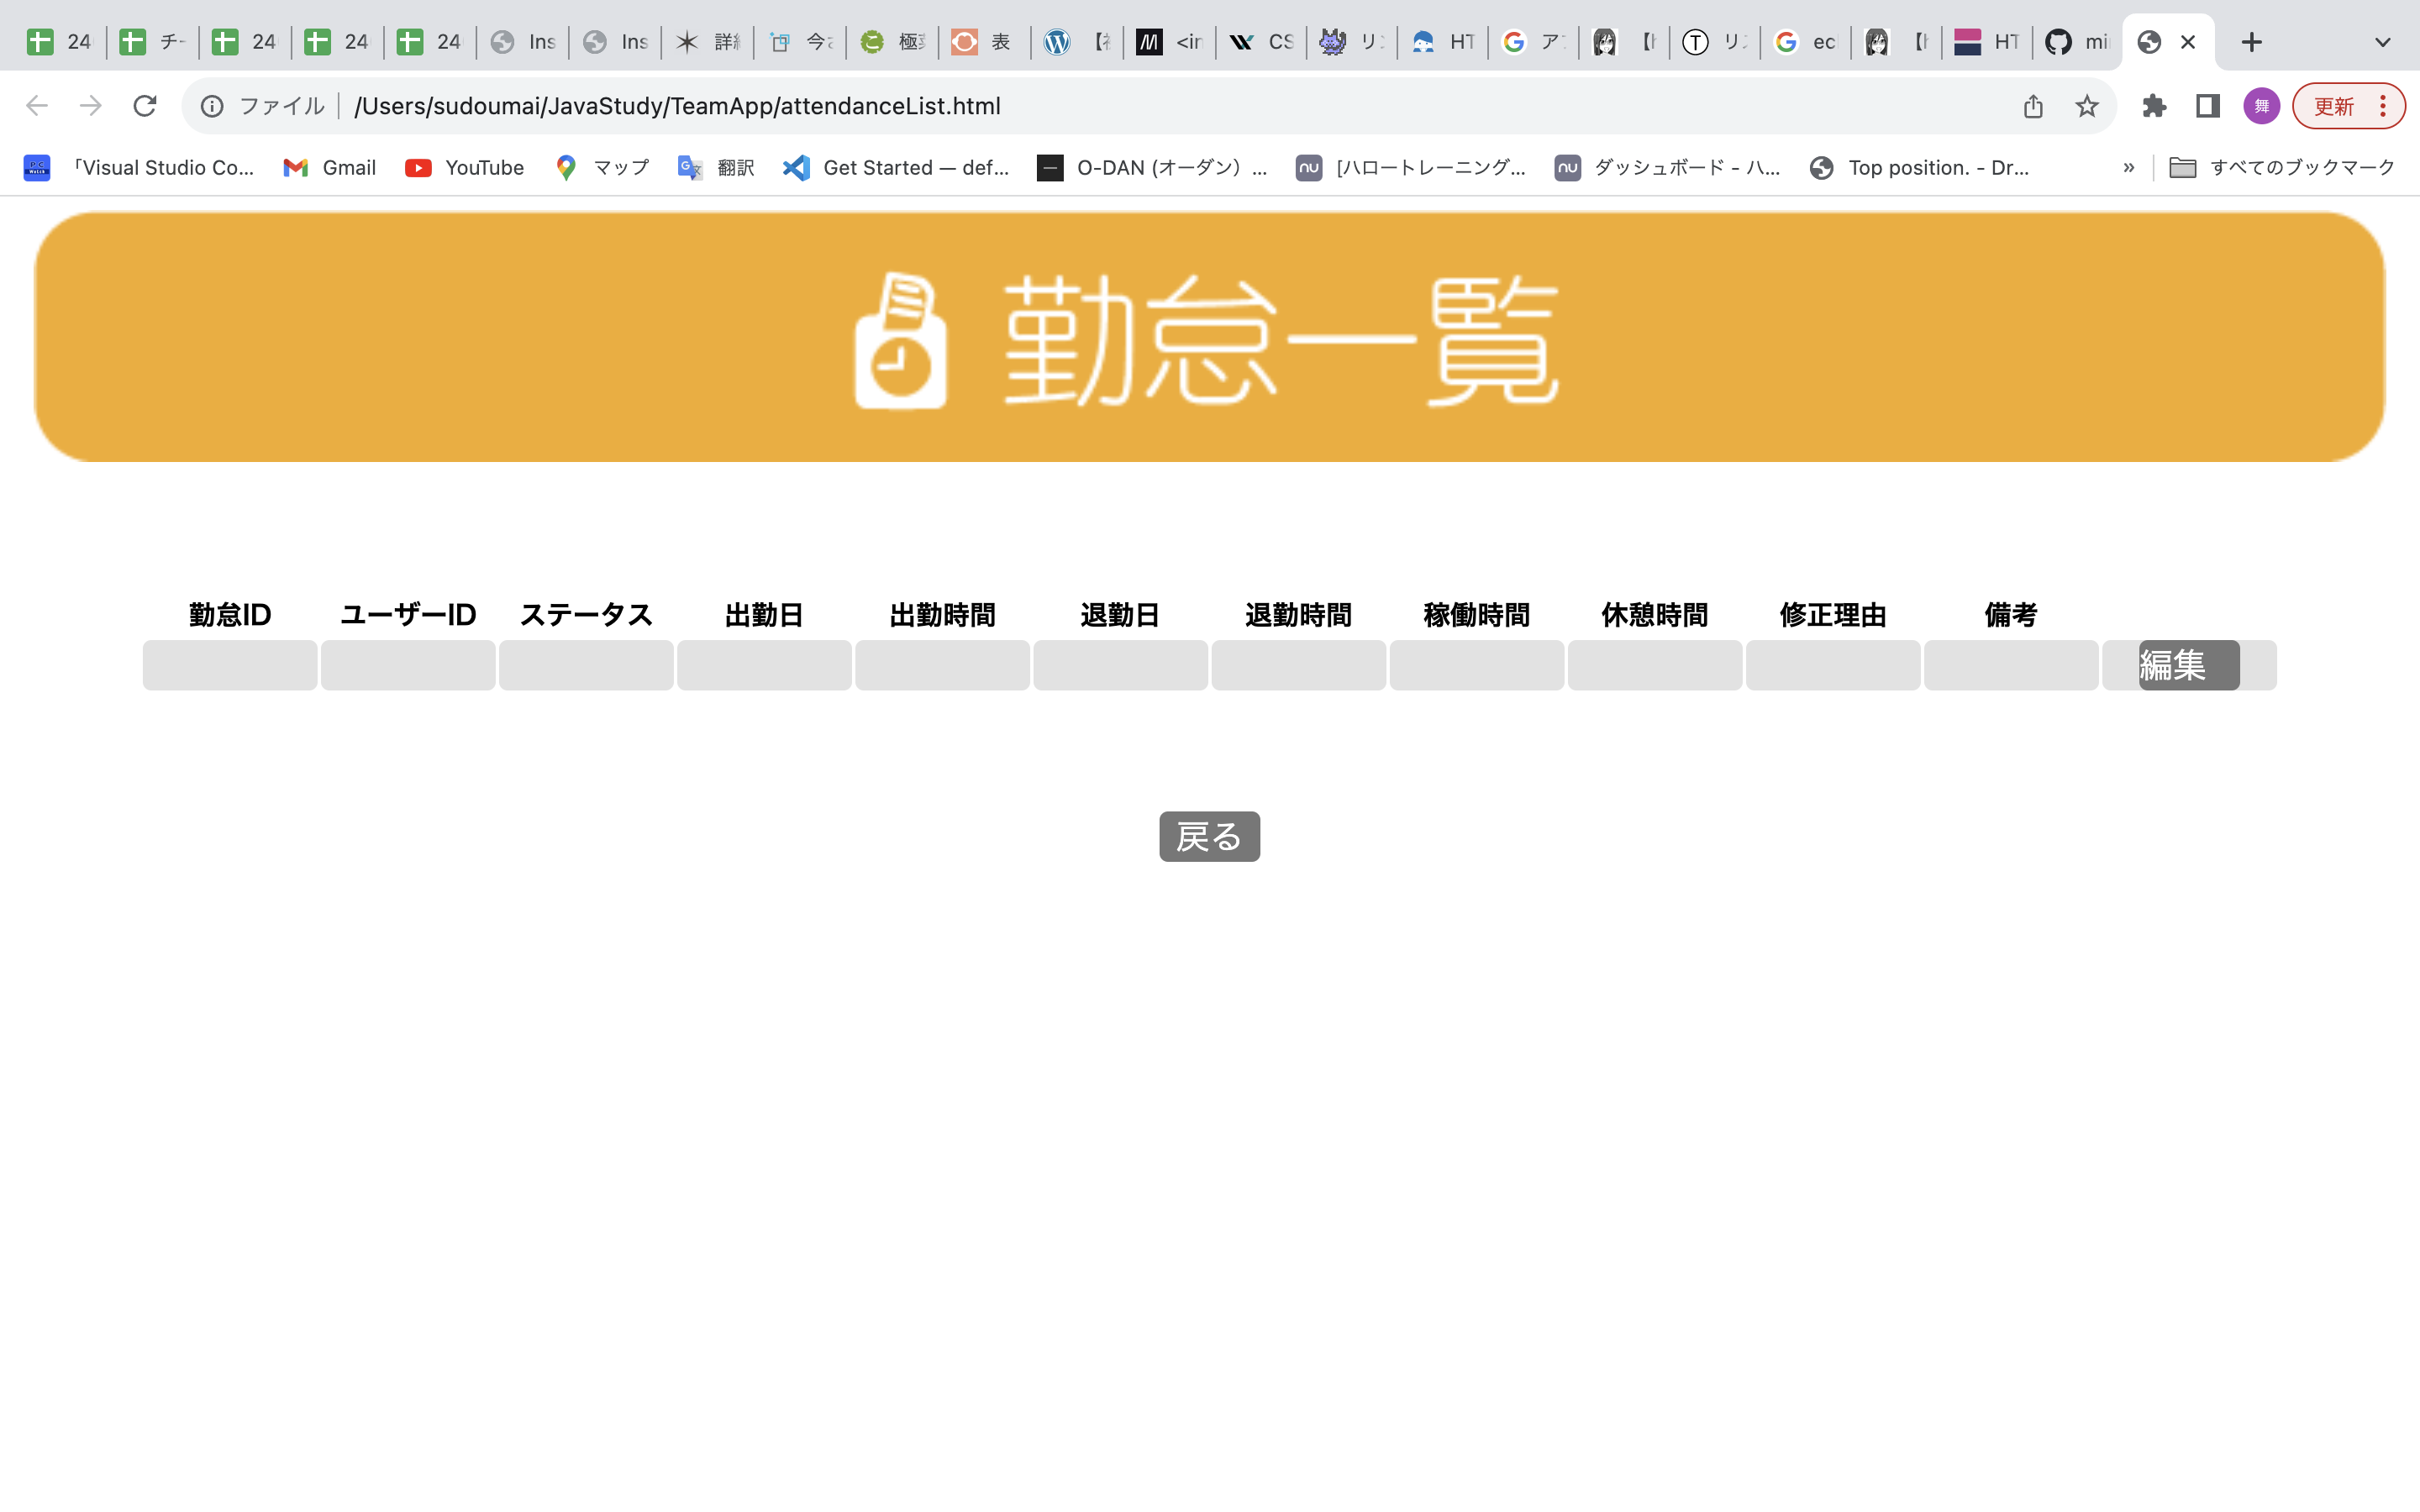 24 チー 24 24 24 Ins Ins 詳細 今 極 表 <in CS リン HT ア リン ec HT mi
ファイル /Users/sudoumai/JavaStudy/TeamApp/attendanceList.html 舞 更新
「Visual Studio Co... Gmail YouTube マップ 翻訳 Get Started — def... O-DAN (オーダン) ... [ハロートレーニング... ダッシュボード - ハ... Top position. - Dr... » すべてのブックマーク
勤怠一覧
勤怠ID ユーザーID ステータス 出勤日 出勤時間 退勤日 退勤時間 稼働時間 休憩時間 修正理由 備考
編集
戻る